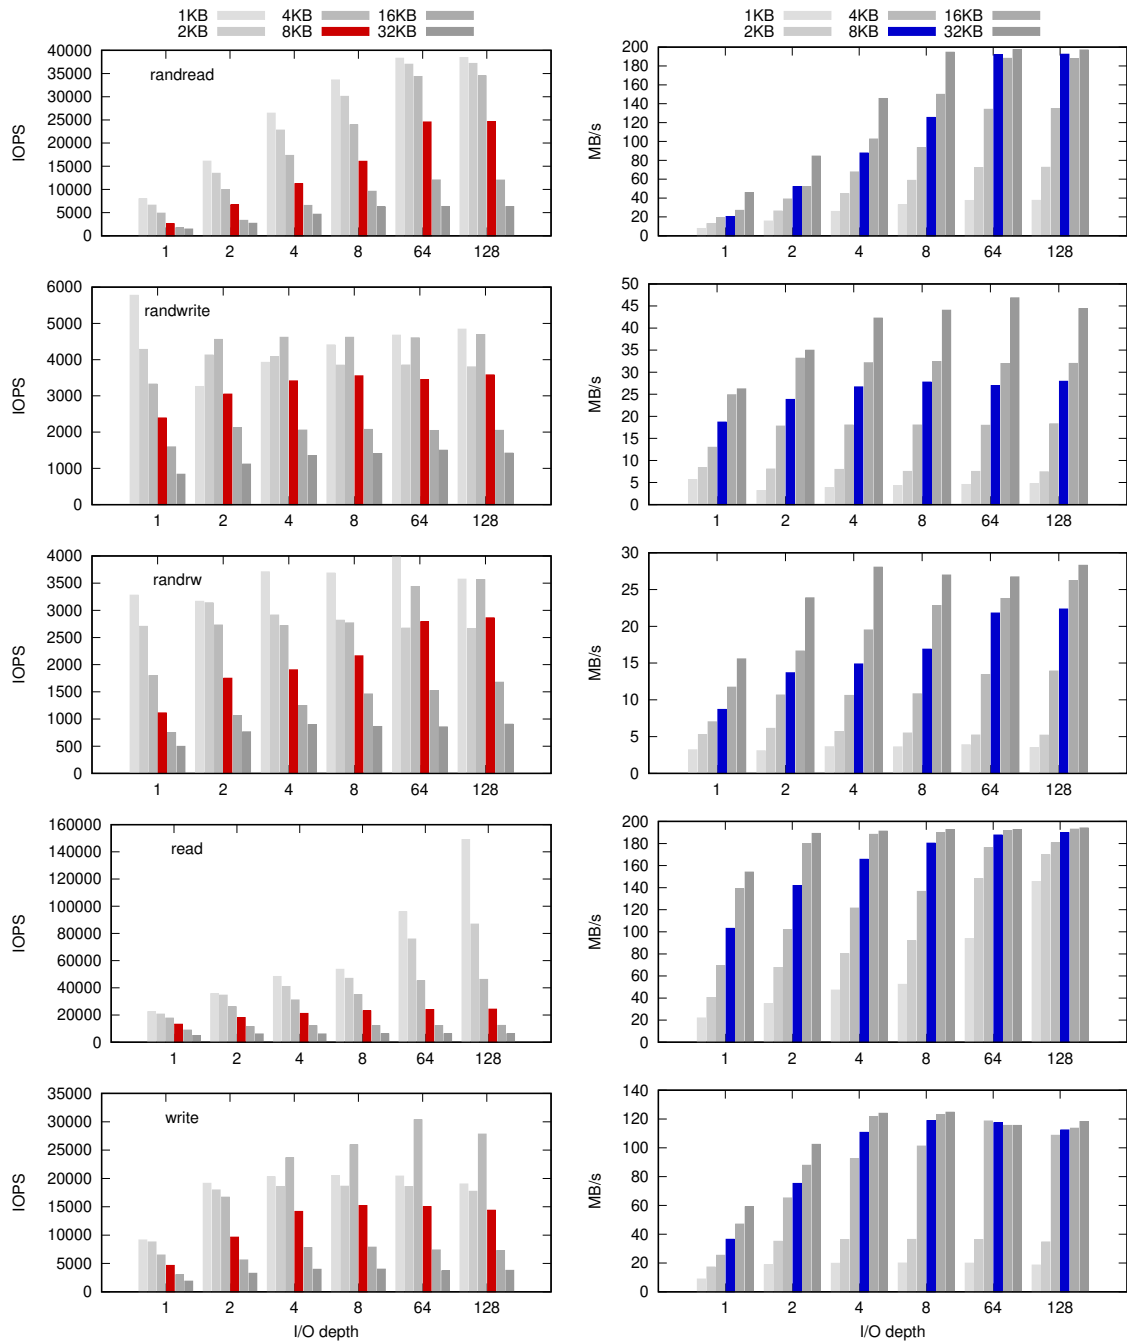 1KB 4KB 16KB
2KB 8KB 32KB
40000
35000
30000
25000
20000
15000
10000
5000
0
IOPS
randread
1 2 4 8 64 128
1KB 4KB 16KB
2KB 8KB 32KB
200
180
160
140
120
100
80
60
40
20
0
MB/s
1 2 4 8 64 128
6000
5000
4000
3000
2000
1000
0
IOPS
randwrite
1 2 4 8 64 128
50
45
40
35
30
25
20
15
10
5
0
MB/s
1 2 4 8 64 128
4000
3500
3000
2500
2000
1500
1000
500
0
IOPS
randrw
1 2 4 8 64 128
30
25
20
15
10
5
0
MB/s
1 2 4 8 64 128
160000
140000
120000
100000
80000
60000
40000
20000
0
IOPS
read
1 2 4 8 64 128
200
180
160
140
120
100
80
60
40
20
0
MB/s
1 2 4 8 64 128
35000
30000
25000
20000
15000
10000
5000
0
IOPS
write
1 2 4 8 64 128
I/O depth
140
120
100
80
60
40
20
0
MB/s
1 2 4 8 64 128
I/O depth